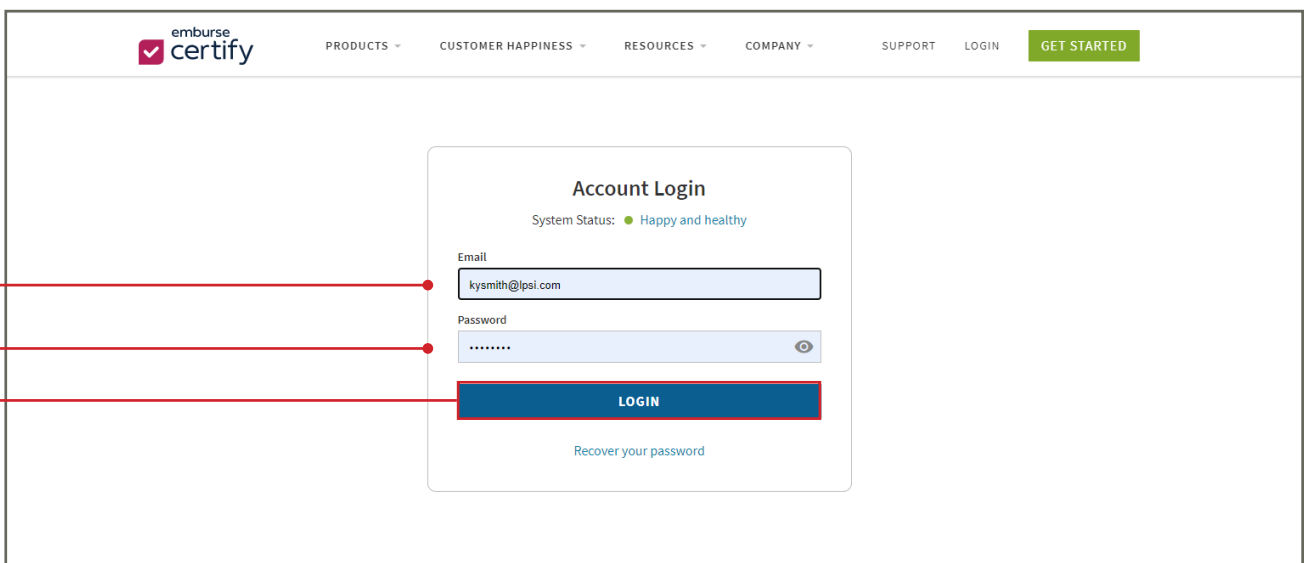 emburse
certify
PRODUCTS CUSTOMER HAPPINESS RESOURCES COMPANY SUPPORT LOGIN GET STARTED
Account Login
System Status: Happy and healthy
Email
kysmith@lpsi.com
Password
........
LOGIN
Recover your password